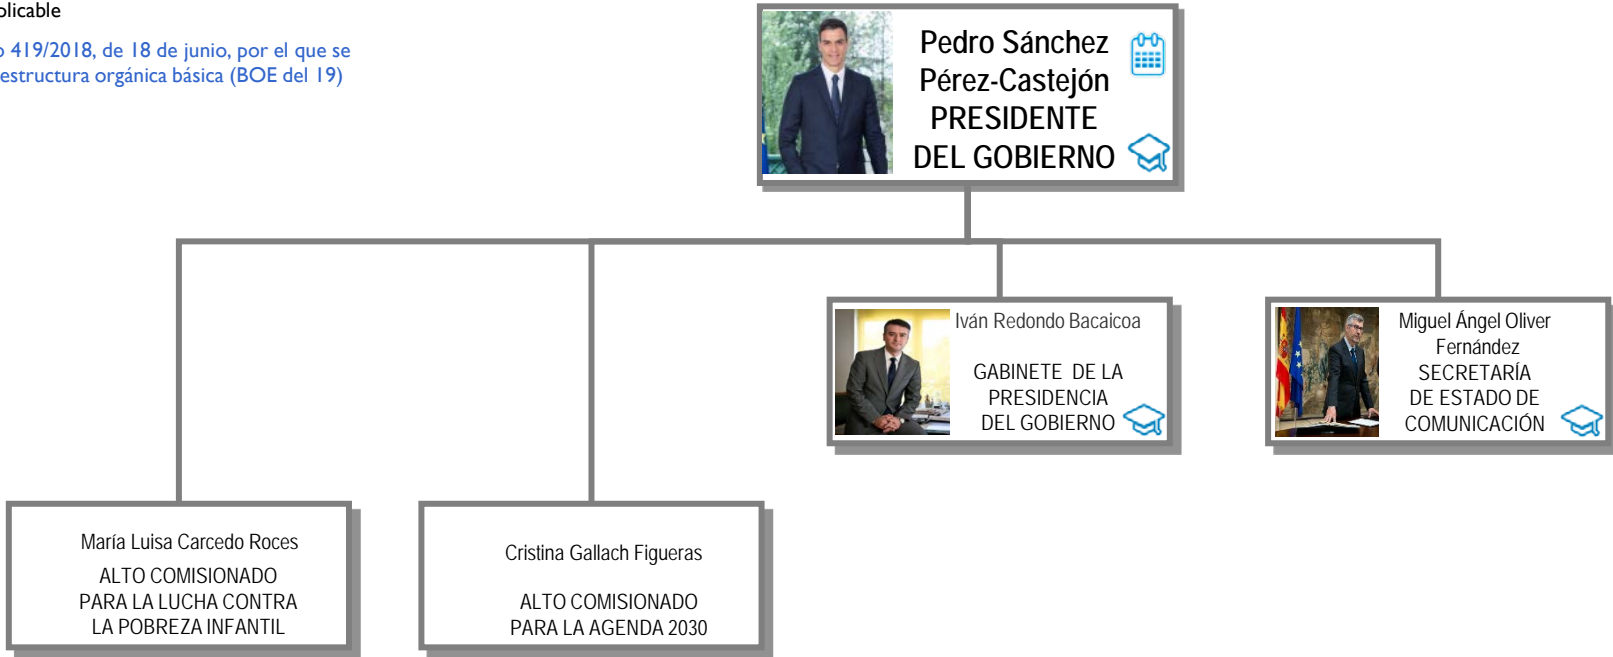 plicable
o 419/2018, de 18 de junio, por el que se
estructura orgánica básica (BOE del 19)
Pedro Sánchez
Pérez-Castejón
PRESIDENTE
DEL GOBIERNO
Iván Redondo Bacaicoa
GABINETE DE LA
PRESIDENCIA
DEL GOBIERNO
Miguel Ángel Oliver
Fernández
SECRETARÍA
DE ESTADO DE
COMUNICACIÓN
María Luisa Carcedo Roces
ALTO COMISIONADO
PARA LA LUCHA CONTRA
LA POBREZA INFANTIL
Cristina Gallach Figueras
ALTO COMISIONADO
PARA LA AGENDA 2030